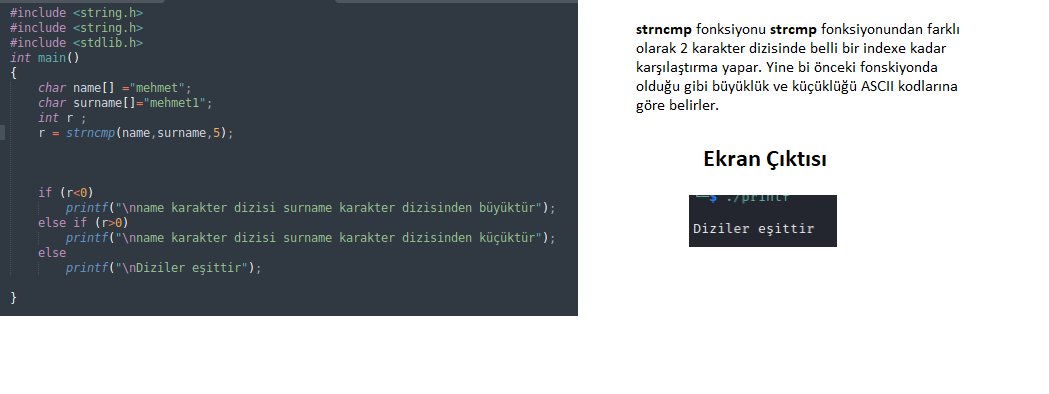 #include <string.h>
#include <string.h>
#include <stdlib.h>
int main()
{
    char name[] ="mehmet";
    char surname[]="mehmet1";
    int r ;
    r = strncmp(name,surname,5);
    if (r<0)
        printf("\nname karakter dizisi surname karakter dizisinden büyüktür");
    else if (r>0)
        printf("\nname karakter dizisi surname karakter dizisinden küçüktür");
    else
        printf("\nDiziler eşittir");
}
strncmp fonksiyonu strcmp fonksiyonundan farklı
olarak 2 karakter dizisinde belli bir indexe kadar
karşılaştırma yapar. Yine bi önceki fonskiyonda
olduğu gibi büyüklük ve küçüklüğü ASCII kodlarına
göre belirler.
Ekran Çıktısı
$ ./printf
Diziler eşittir